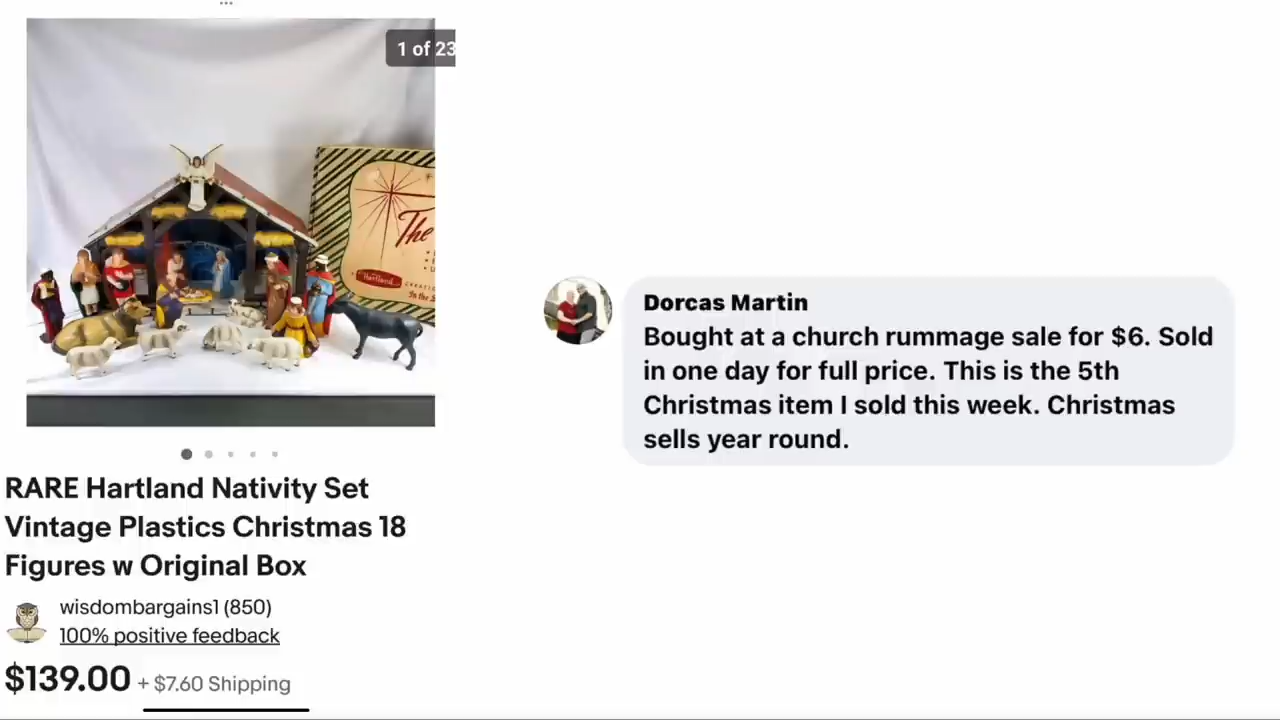 1 of 23
The
Hartland
RARE Hartland Nativity Set
Vintage Plastics Christmas 18
Figures w Original Box
wisdombargains1 (850)
100% positive feedback
$139.00 + $7.60 Shipping
Dorcas Martin
Bought at a church rummage sale for $6. Sold
in one day for full price. This is the 5th
Christmas item I sold this week. Christmas
sells year round.